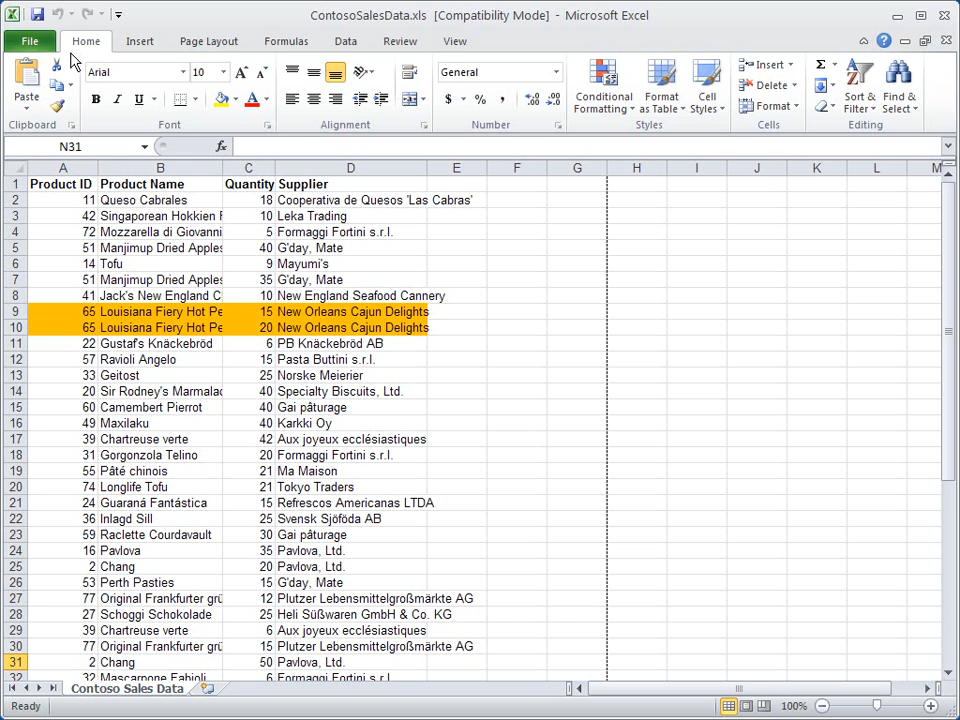 ContosoSalesData.xls [Compatibility Mode] - Microsoft Excel
File Home Insert Page Layout Formulas Data Review View
Paste Arial 10 General Conditional Formatting Format as Table Cell Styles Insert Delete Format Sort & Filter Find & Select
B I U A $ % ,
Clipboard Font Alignment Number Styles Cells Editing
N31 fx
A B C D E F G H I J K L M
1 Product ID Product Name Quantity Supplier
2 11 Queso Cabrales 18 Cooperativa de Quesos 'Las Cabras'
3 42 Singaporean Hokkien F 10 Leka Trading
4 72 Mozzarella di Giovanni 5 Formaggi Fortini s.r.l.
5 51 Manjimup Dried Apples 40 G'day, Mate
6 14 Tofu 9 Mayumi's
7 51 Manjimup Dried Apples 35 G'day, Mate
8 41 Jack's New England C 10 New England Seafood Cannery
9 65 Louisiana Fiery Hot Pe 15 New Orleans Cajun Delights
10 65 Louisiana Fiery Hot Pe 20 New Orleans Cajun Delights
11 22 Gustaf's Knäckebröd 6 PB Knäckebröd AB
12 57 Ravioli Angelo 15 Pasta Buttini s.r.l.
13 33 Geitost 25 Norske Meierier
14 20 Sir Rodney's Marmalad 40 Specialty Biscuits, Ltd.
15 60 Camembert Pierrot 40 Gai pâturage
16 49 Maxilaku 40 Karkki Oy
17 39 Chartreuse verte 42 Aux joyeux ecclésiastiques
18 31 Gorgonzola Telino 20 Formaggi Fortini s.r.l.
19 55 Pâté chinois 21 Ma Maison
20 74 Longlife Tofu 21 Tokyo Traders
21 24 Guaraná Fantástica 15 Refrescos Americanas LTDA
22 36 Inlagd Sill 25 Svensk Sjöföda AB
23 59 Raclette Courdavault 30 Gai pâturage
24 16 Pavlova 35 Pavlova, Ltd.
25 2 Chang 20 Pavlova, Ltd.
26 53 Perth Pasties 15 G'day, Mate
27 77 Original Frankfurter grü 12 Plutzer Lebensmittelgroßmärkte AG
28 27 Schoggi Schokolade 25 Heli Süßwaren GmbH & Co. KG
29 39 Chartreuse verte 6 Aux joyeux ecclésiastiques
30 77 Original Frankfurter grü 15 Plutzer Lebensmittelgroßmärkte AG
31 2 Chang 50 Pavlova, Ltd.
32 32 Mascarpone Fabioli 6 Formaggi Fortini s.r.l.
Contoso Sales Data
Ready 100%